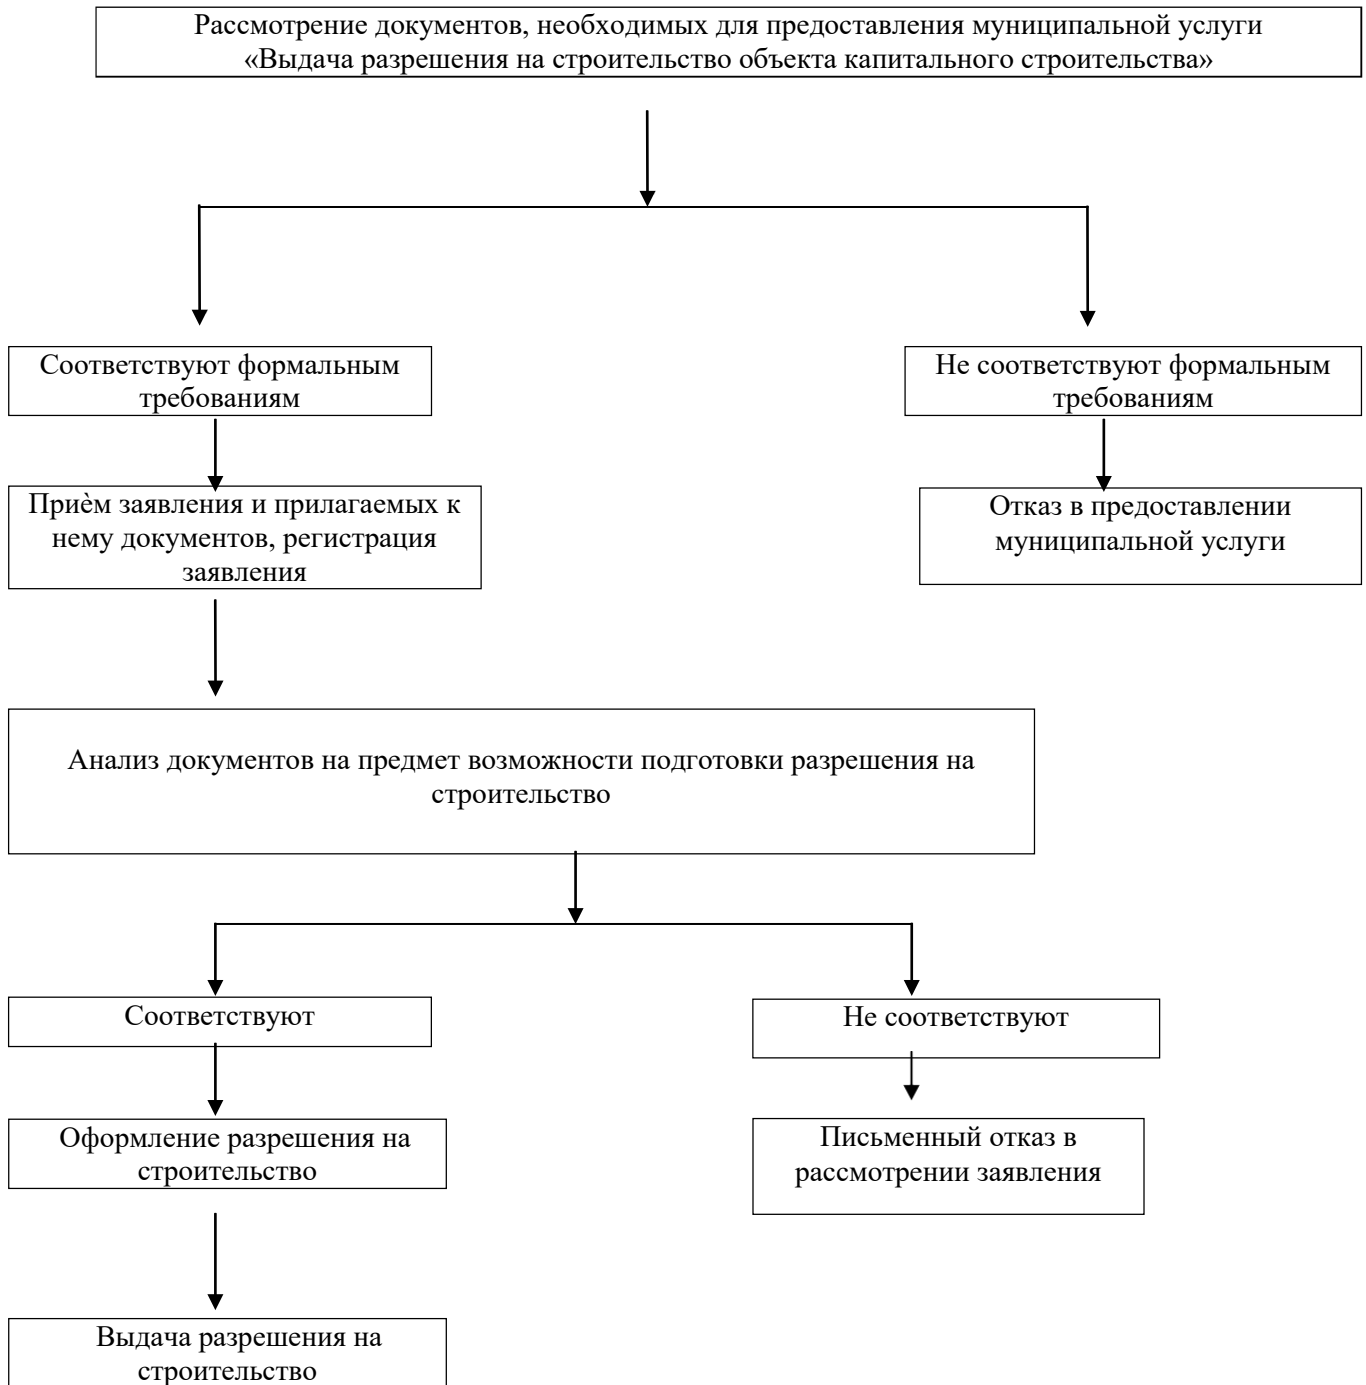 Рассмотрение документов, необходимых для предоставления муниципальной услуги
«Выдача разрешения на строительство объекта капитального строительства»
Соответствуют формальным
требованиям
Не соответствуют формальным
требованиям
Приѐм заявления и прилагаемых к
нему документов, регистрация
заявления
Отказ в предоставлении
муниципальной услуги
Анализ документов на предмет возможности подготовки разрешения на
строительство
Соответствуют
Не соответствуют
Оформление разрешения на
строительство
Письменный отказ в
рассмотрении заявления
Выдача разрешения на
строительство